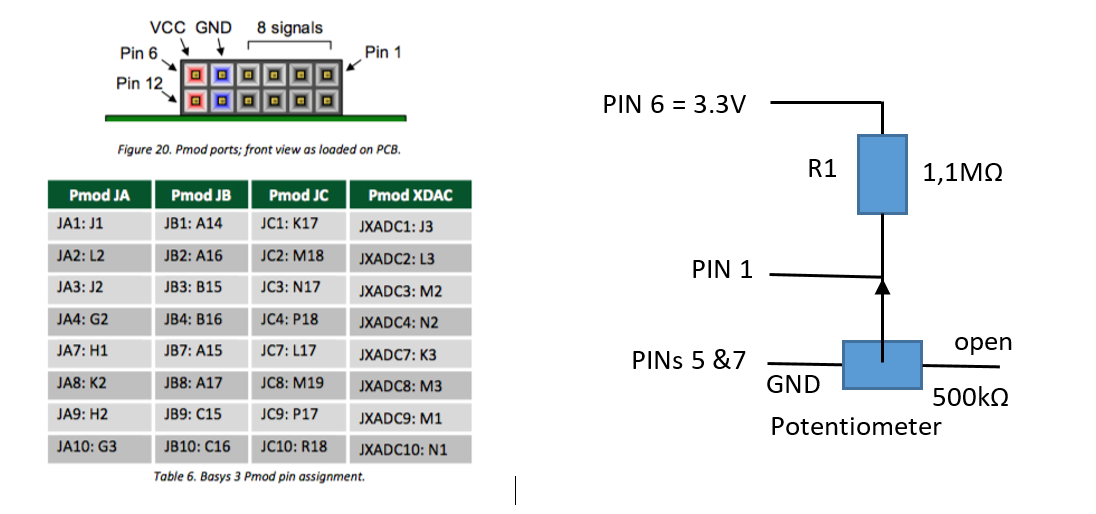 VCC GND 8 signals
Pin 6
Pin 1
Pin 12
Figure 20. Pmod ports; front view as loaded on PCB.
Pmod JA Pmod JB Pmod JC Pmod XDAC
JA1: J1 JB1: A14 JC1: K17 JXADC1: J3
JA2: L2 JB2: A16 JC2: M18 JXADC2: L3
JA3: J2 JB3: B15 JC3: N17 JXADC3: M2
JA4: G2 JB4: B16 JC4: P18 JXADC4: N2
JA7: H1 JB7: A15 JC7: L17 JXADC7: K3
JA8: K2 JB8: A17 JC8: M19 JXADC8: M3
JA9: H2 JB9: C15 JC9: P17 JXADC9: M1
JA10: G3 JB10: C16 JC10: R18 JXADC10: N1
Table 6. Basys 3 Pmod pin assignment.
PIN 6 = 3.3V
R1 1,1MΩ
PIN 1
PINs 5 &7
GND
open
500kΩ
Potentiometer